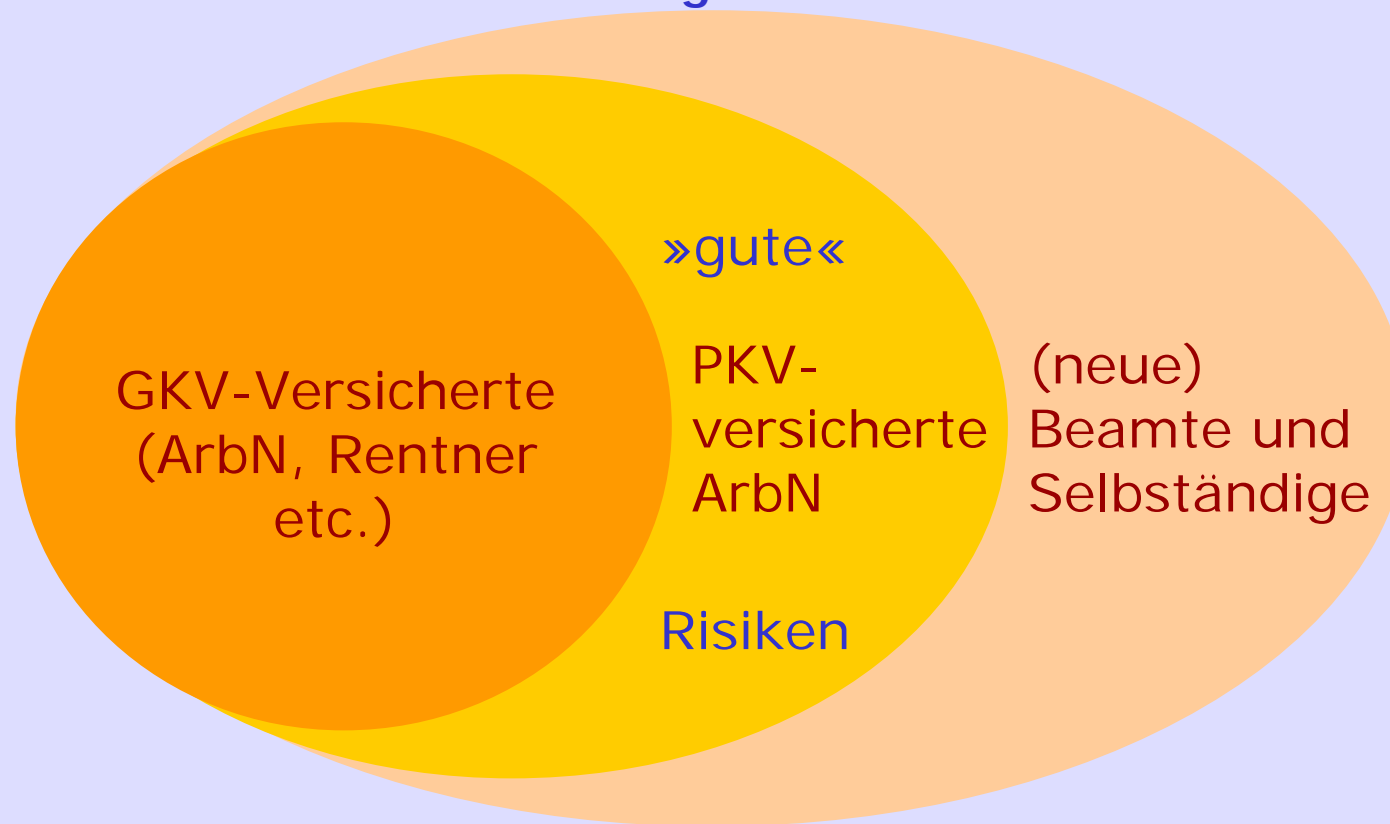 »gute«
GKV-Versicherte
(ArbN, Rentner
etc.)
PKV-
versicherte
ArbN
(neue)
Beamte und
Selbständige
Risiken